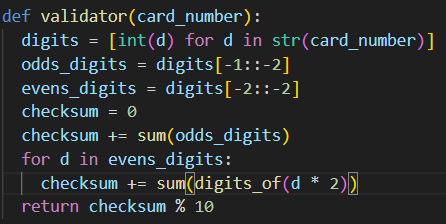 def validator(card_number):
  digits = [int(d) for d in str(card_number)]
  odds_digits = digits[-1::-2]
  evens_digits = digits[-2::-2]
  checksum = 0
  checksum += sum(odds_digits)
  for d in evens_digits:
    checksum += sum(digits_of(d * 2))
  return checksum % 10